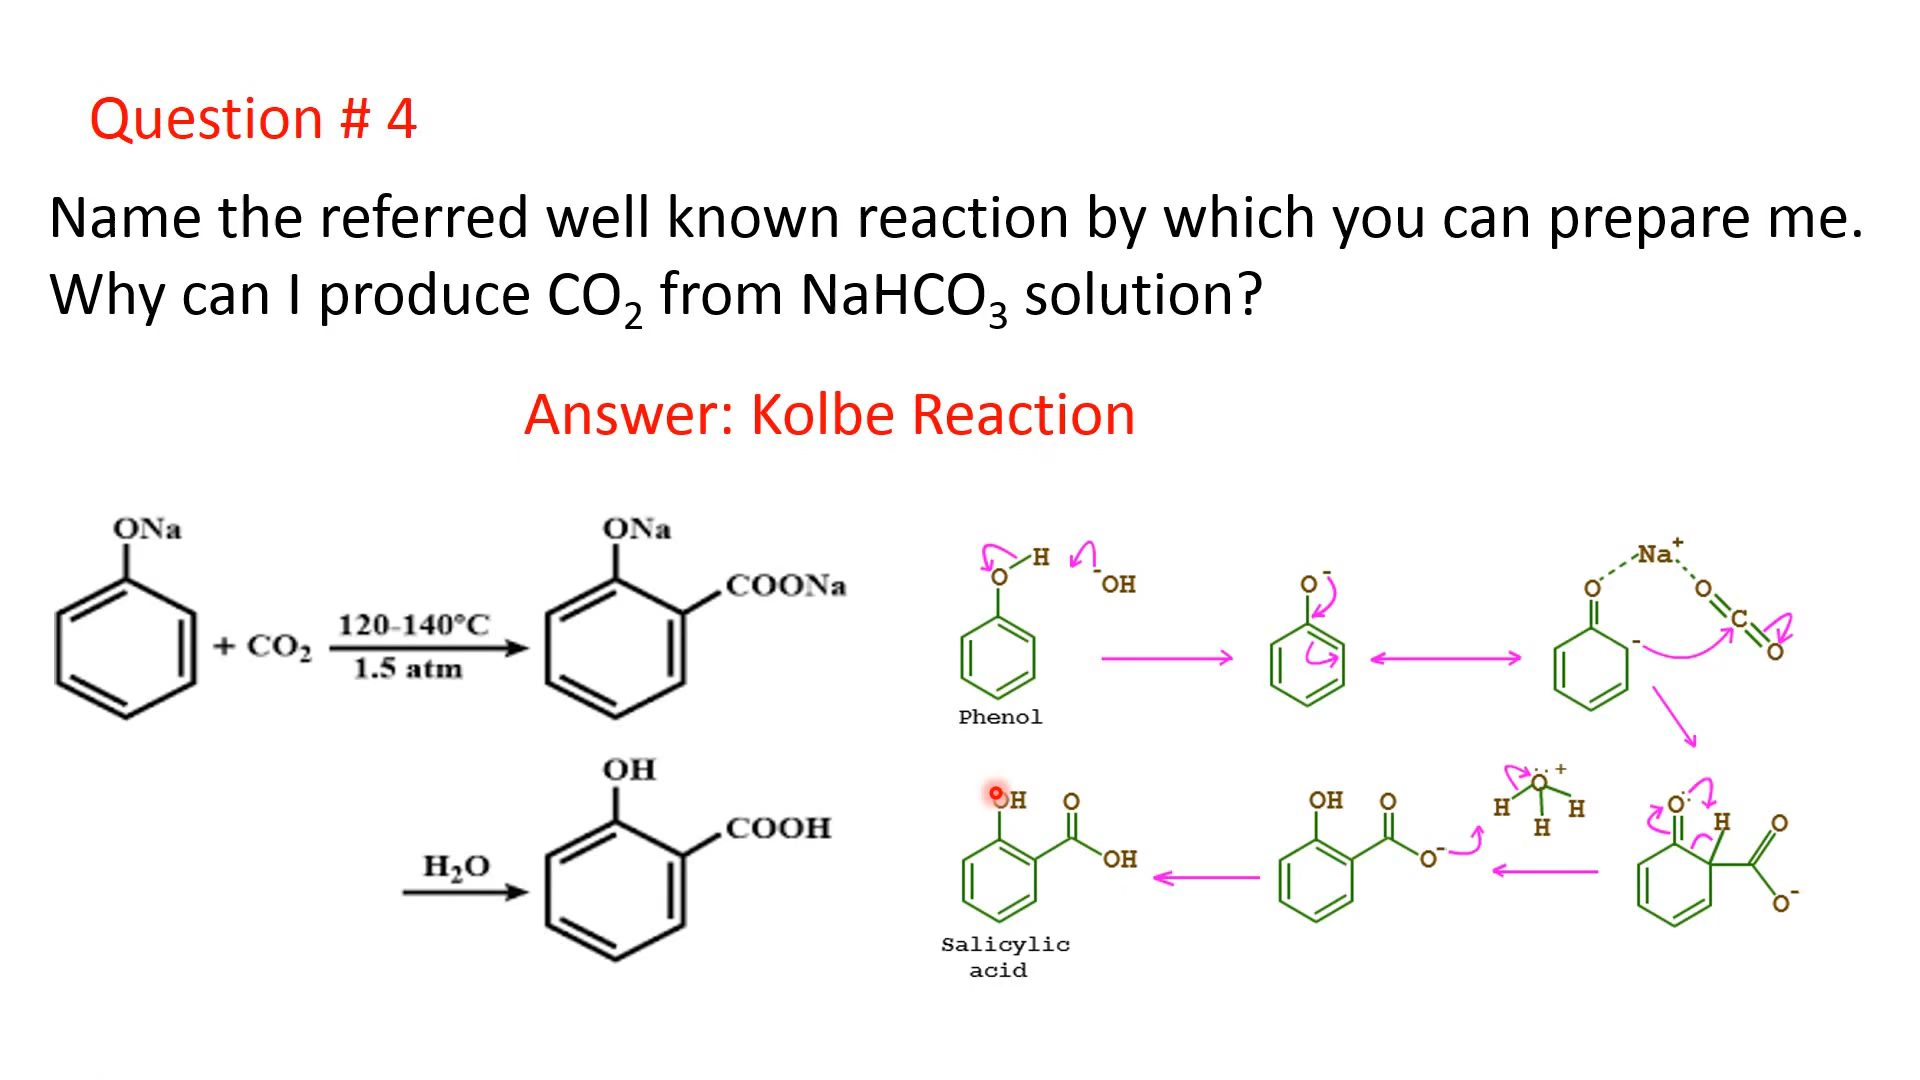 Question # 4
Name the referred well known reaction by which you can prepare me.
Why can I produce CO₂ from NaHCO₃ solution?
Answer: Kolbe Reaction
ONa
+ CO₂
120-140°C
1.5 atm
ONa
COONa
H₂O
OH
COOH
H
O
-OH
Phenol
O-
Na+
O
-
O
C
O
O
H
O
O-
H
O
+
H
H
OH
O
O-
OH
O
OH
Salicylic
acid